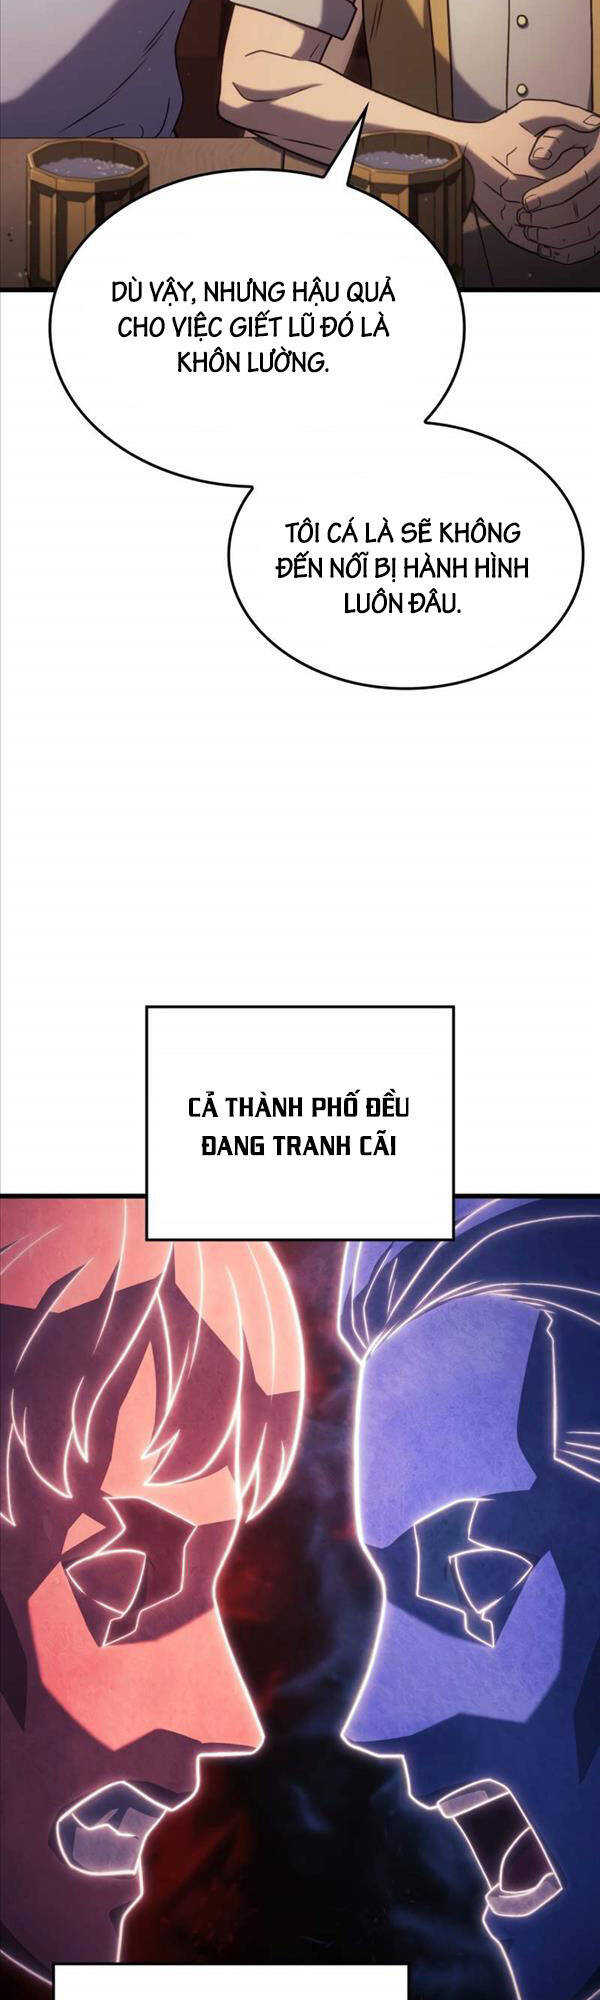 DÙ VẬY, NHƯNG HẬU QUẢ
CHO VIỆC GIẾT LŨ ĐÓ LÀ
KHÔN LƯỜNG.
TÔI CÁ LÀ SẼ KHÔNG
ĐẾN NỖI BỊ HÀNH HÌNH
LUÔN ĐÂU.
CẢ THÀNH PHỐ ĐỀU
ĐANG TRANH CÃI